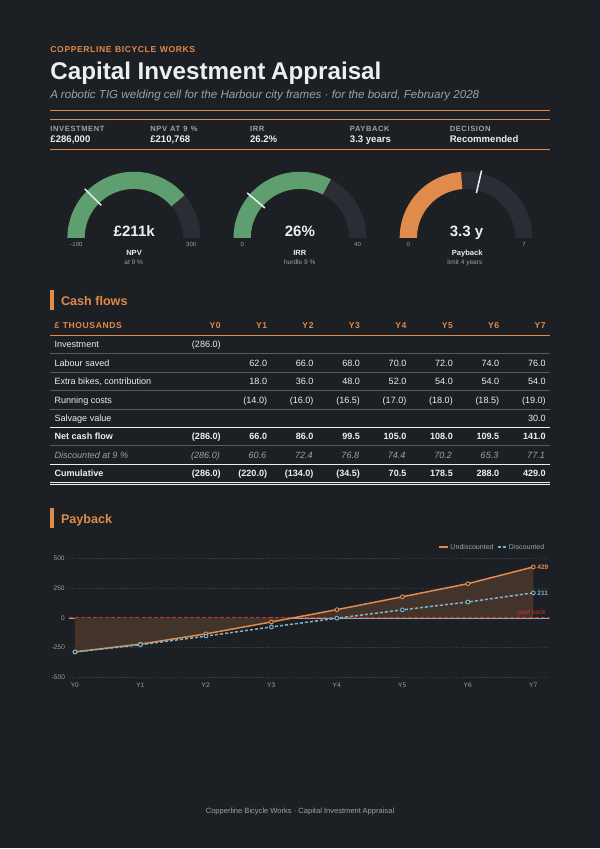 COPPERLINE BICYCLE WORKS
Capital Investment Appraisal
A robotic TIG welding cell for the Harbour city frames · for the board, February 2028
INVESTMENT NPV AT 9 % IRR PAYBACK DECISION
£286,000 £210,768 26.2% 3.3 years Recommended
£211k 26% 3.3 y
-100 300 0 40 0 7
NPV IRR Payback
at 9 % hurdle 9 % limit 4 years
Cash flows
£ THOUSANDS Y0 Y1 Y2 Y3 Y4 Y5 Y6 Y7
Investment (286.0)
Labour saved 62.0 66.0 68.0 70.0 72.0 74.0 76.0
Extra bikes, contribution 18.0 36.0 48.0 52.0 54.0 54.0 54.0
Running costs (14.0) (16.0) (16.5) (17.0) (18.0) (18.5) (19.0)
Salvage value 30.0
Net cash flow (286.0) 66.0 86.0 99.5 105.0 108.0 109.5 141.0
Discounted at 9 % (286.0) 60.6 72.4 76.8 74.4 70.2 65.3 77.1
Cumulative (286.0) (220.0) (134.0) (34.5) 70.5 178.5 288.0 429.0
Payback
Undiscounted Discounted
500
429
250
211
paid back
0
-250
-500
Y0 Y1 Y2 Y3 Y4 Y5 Y6 Y7
Copperline Bicycle Works · Capital Investment Appraisal